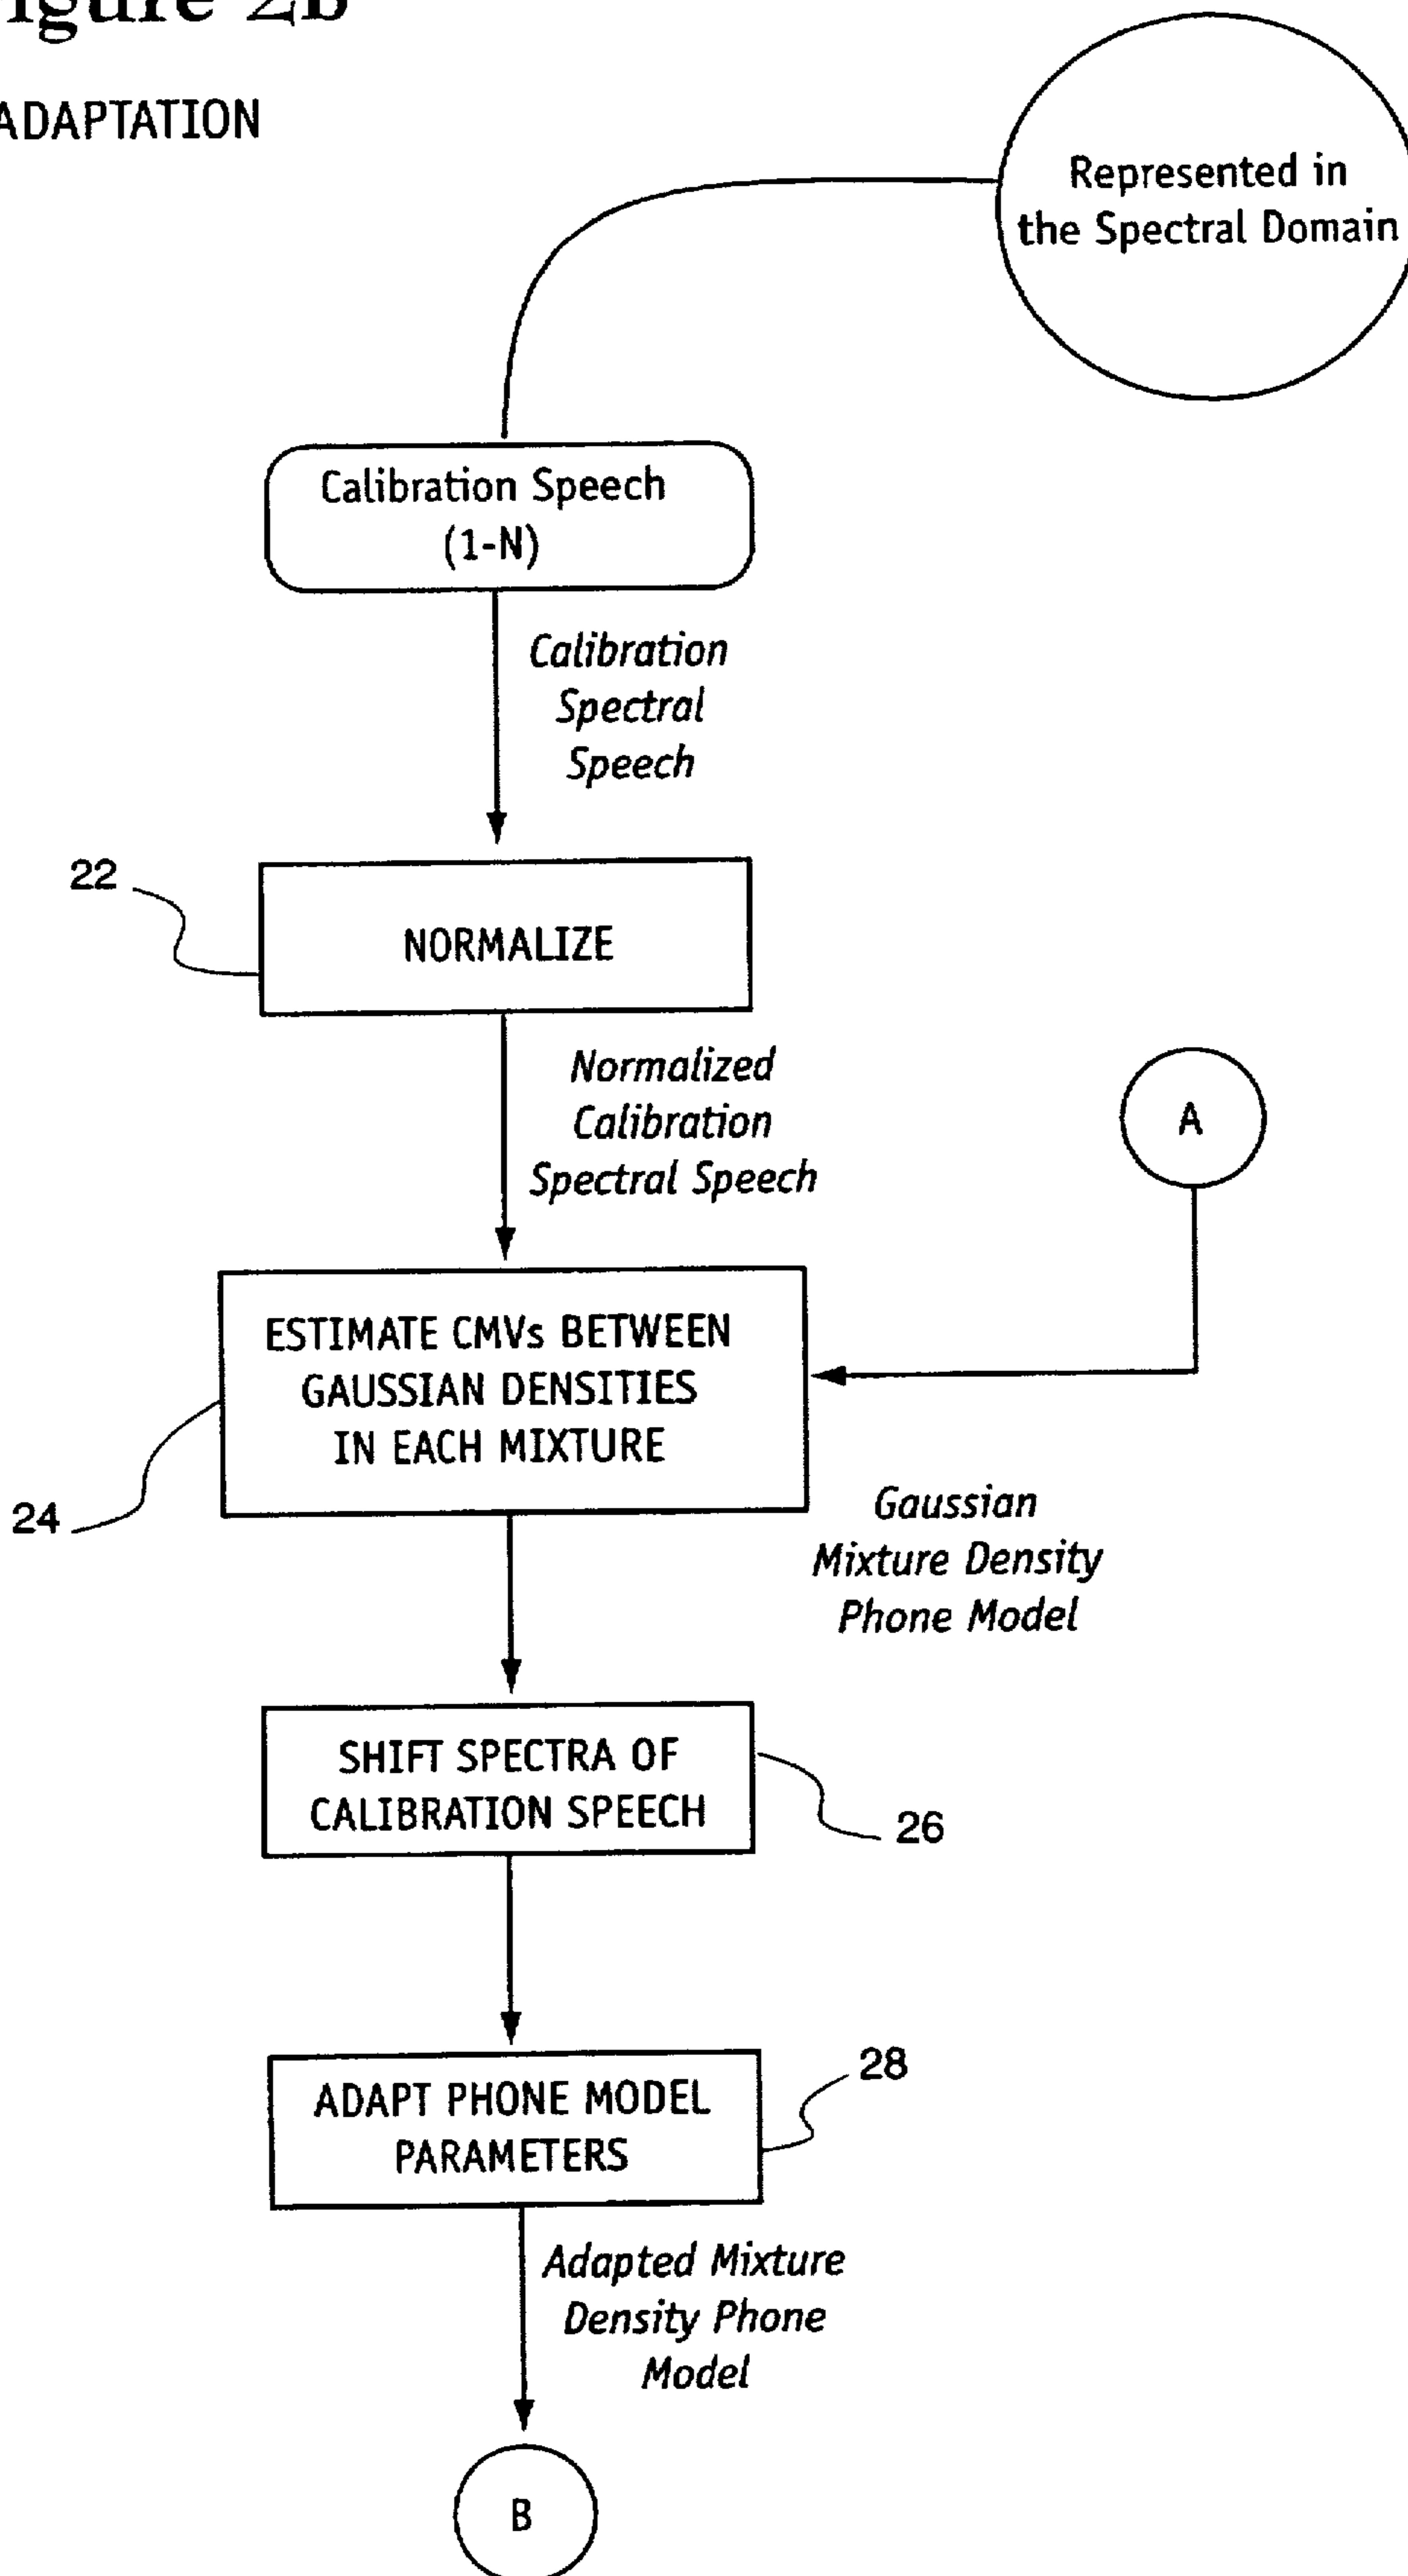 Figure 2b
ADAPTATION
Represented in
the Spectral Domain
Calibration Speech
(1-N)
Calibration
Spectral
Speech
22
NORMALIZE
Normalized
Calibration
Spectral Speech
A
ESTIMATE CMVs BETWEEN
GAUSSIAN DENSITIES
IN EACH MIXTURE
24
Gaussian
Mixture Density
Phone Model
SHIFT SPECTRA OF
CALIBRATION SPEECH
26
28
ADAPT PHONE MODEL
PARAMETERS
Adapted Mixture
Density Phone
Model
B